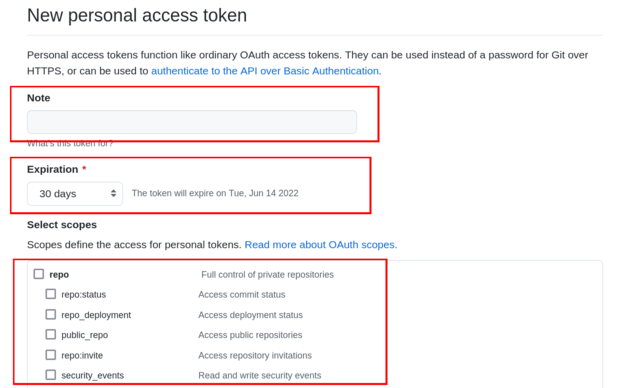 New personal access token
Personal access tokens function like ordinary OAuth access tokens. They can be used instead of a password for Git over
HTTPS, or can be used to authenticate to the API over Basic Authentication.
Note
What's this token for?
Expiration *
30 days The token will expire on Tue, Jun 14 2022
Select scopes
Scopes define the access for personal tokens. Read more about OAuth scopes.
repo Full control of private repositories
repo:status Access commit status
repo_deployment Access deployment status
public_repo Access public repositories
repo:invite Access repository invitations
security_events Read and write security events